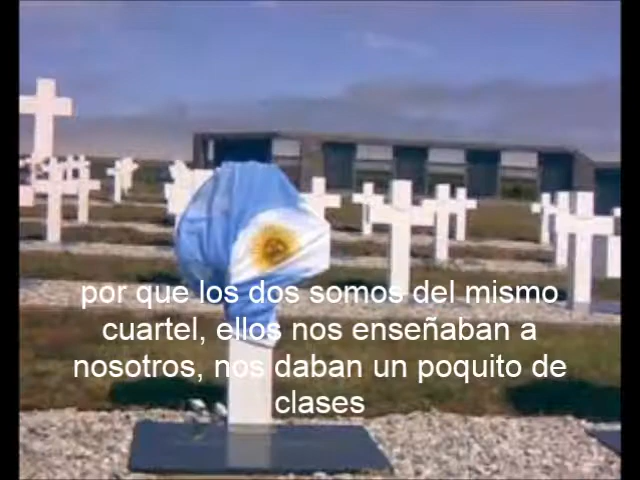 por que los dos somos del mismo
cuartel, ellos nos enseñaban a
nosotros, nos daban un poquito de
clases